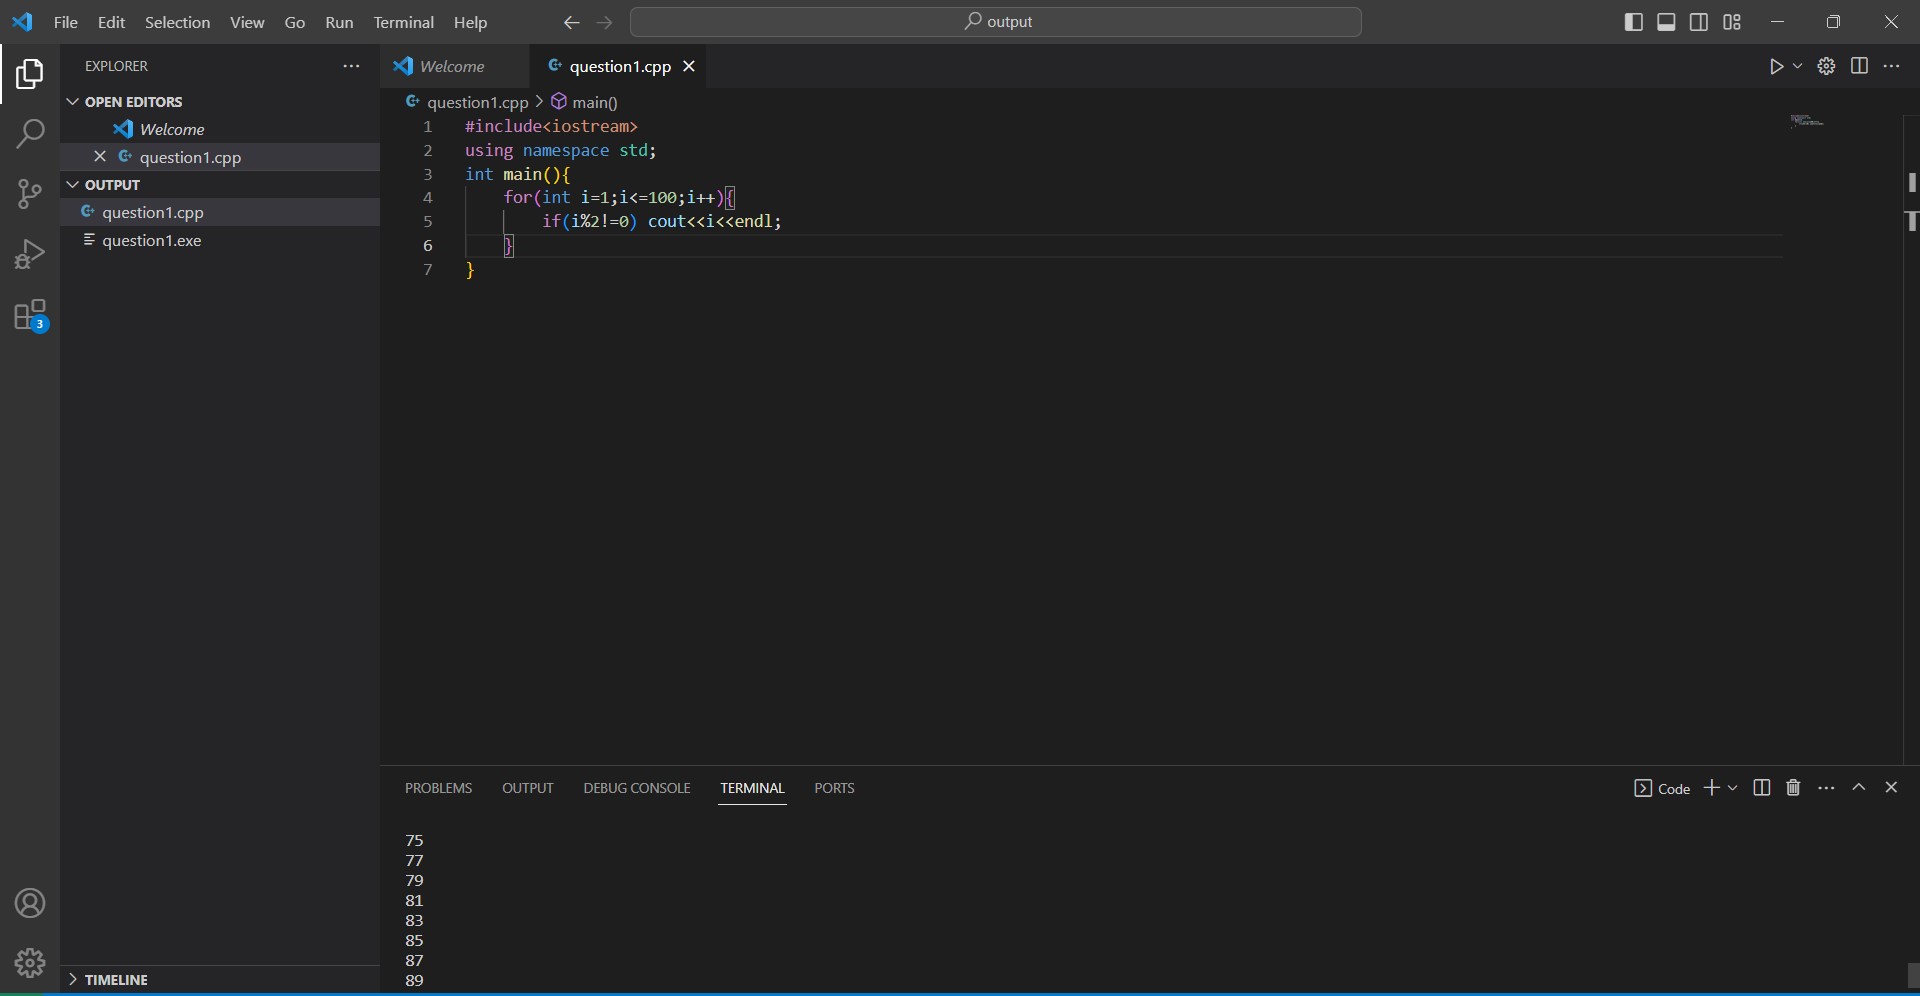 File Edit Selection View Go Run Terminal Help
output
EXPLORER
OPEN EDITORS
Welcome
question1.cpp
OUTPUT
question1.cpp
question1.exe
3
TIMELINE
Welcome question1.cpp
question1.cpp > main()
1 #include<iostream>
2 using namespace std;
3 int main(){
4     for(int i=1;i<=100;i++){
5         if(i%2!=0) cout<<i<<endl;
6     }
7 }
PROBLEMS OUTPUT DEBUG CONSOLE TERMINAL PORTS
Code
75
77
79
81
83
85
87
89